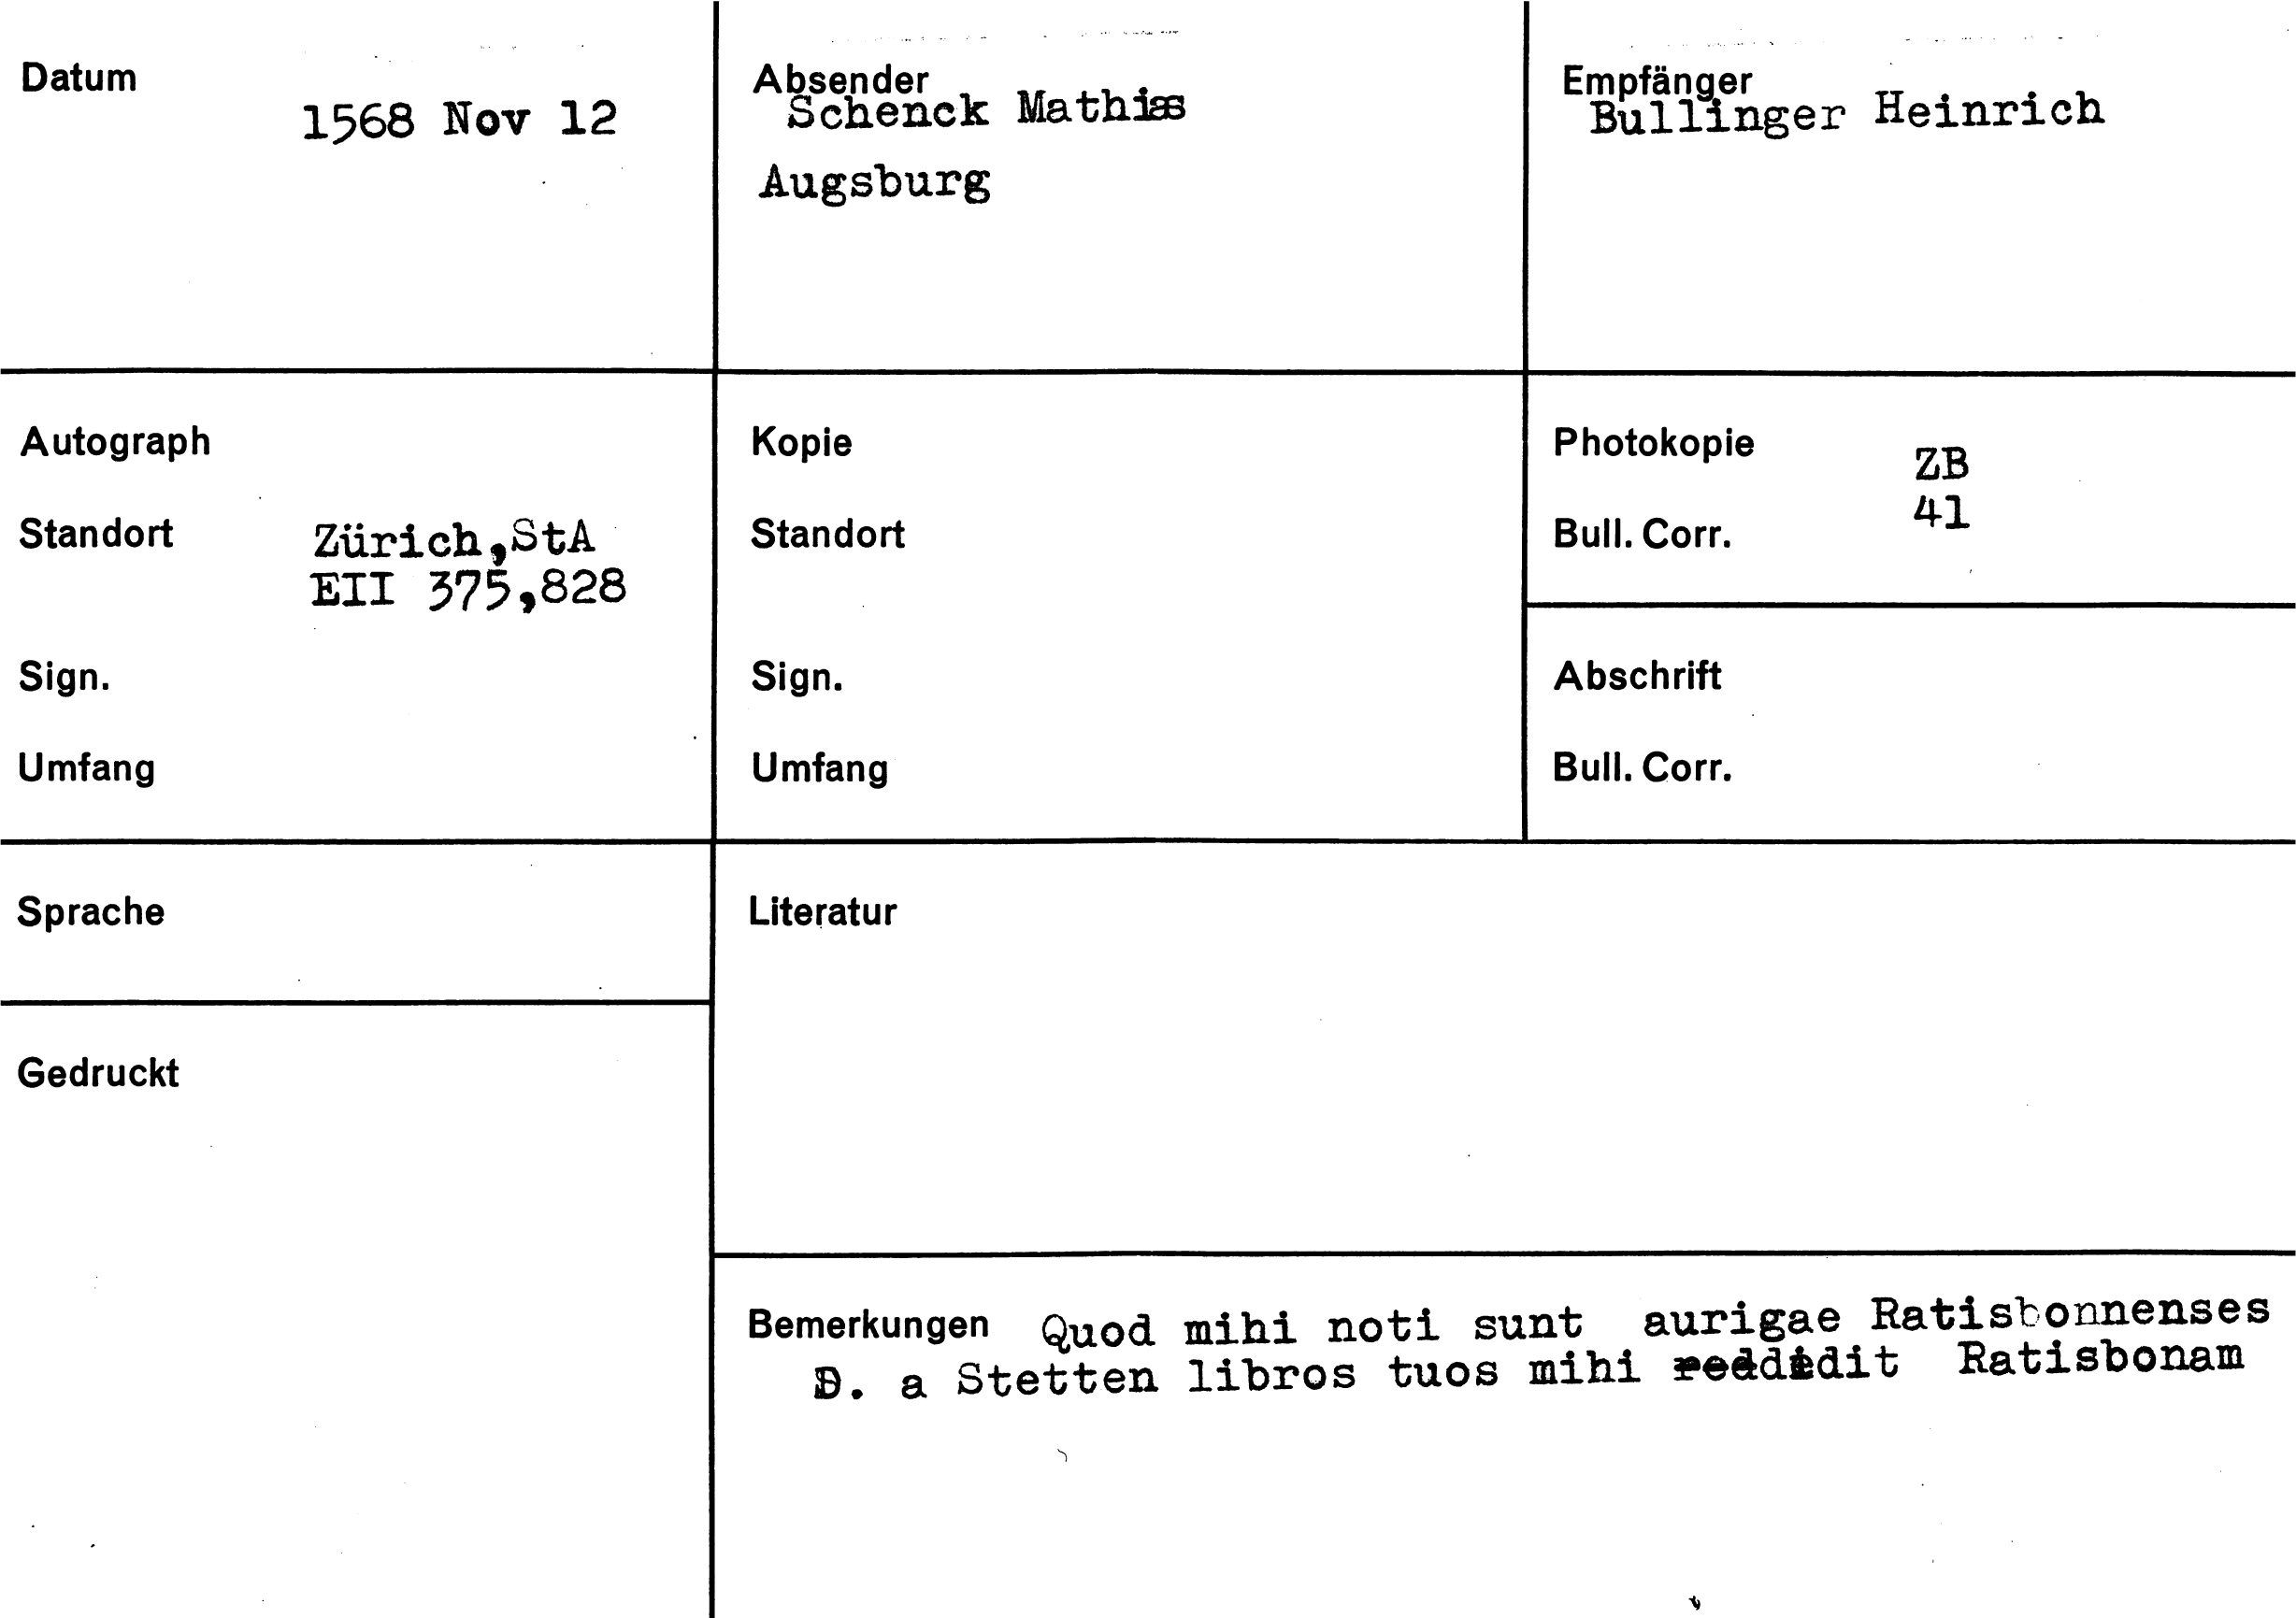 Datum
1568 Nov 12
Absender
Schenck Mathias
Augsburg
Empfänger
Bullinger Heinrich
Autograph
Standort Zürich,StA
EII 375,828
Sign.
Umfang
Kopie
Standort
Sign.
Umfang
Photokopie ZB
Bull. Corr. 41
Abschrift
Bull. Corr.
Sprache
Gedruckt
Literatur
Bemerkungen Quod mihi noti sunt aurigae Ratisbonnenses
D. a Stetten libros tuos mihi reddidit Ratisbonam